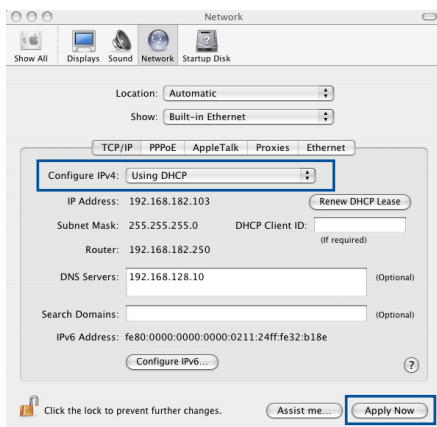 Network
Show All Displays Sound Network Startup Disk
Location: Automatic
Show: Built-in Ethernet
TCP/IP PPPoE AppleTalk Proxies Ethernet
Configure IPv4: Using DHCP
IP Address: 192.168.182.103 Renew DHCP Lease
Subnet Mask: 255.255.255.0 DHCP Client ID:
(If required)
Router: 192.168.182.250
DNS Servers: 192.168.128.10 (Optional)
Search Domains: (Optional)
IPv6 Address: fe80:0000:0000:0000:0211:24ff:fe32:b18e
Configure IPv6... ?
Click the lock to prevent further changes. Assist me... Apply Now